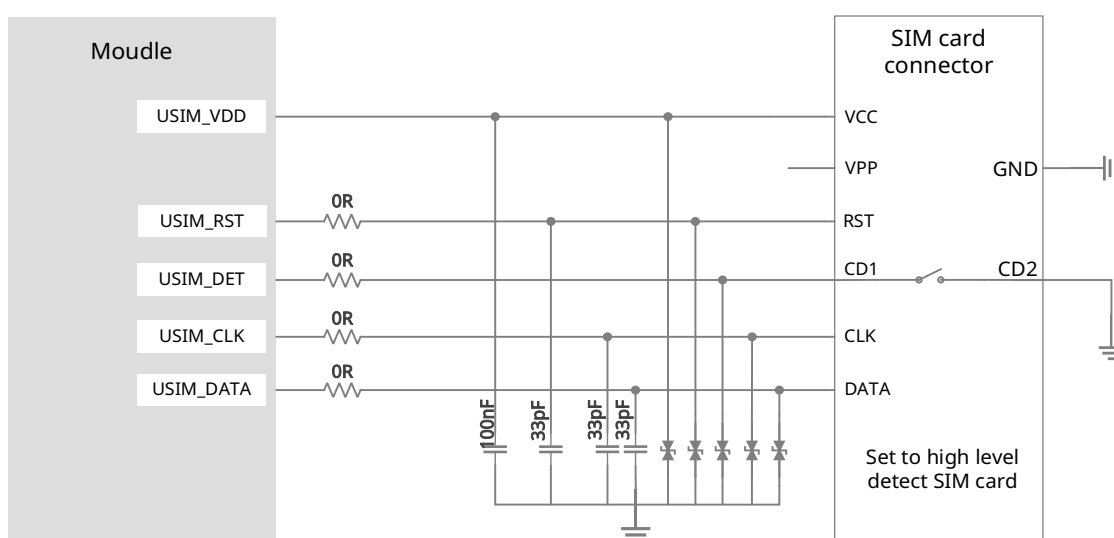 Moudle
SIM card
connector
USIM_VDD
VCC
VPP
GND
0R
USIM_RST
RST
0R
USIM_DET
CD1
CD2
0R
USIM_CLK
CLK
0R
USIM_DATA
DATA
100nF
33pF
33pF
33pF
Set to high level
detect SIM card